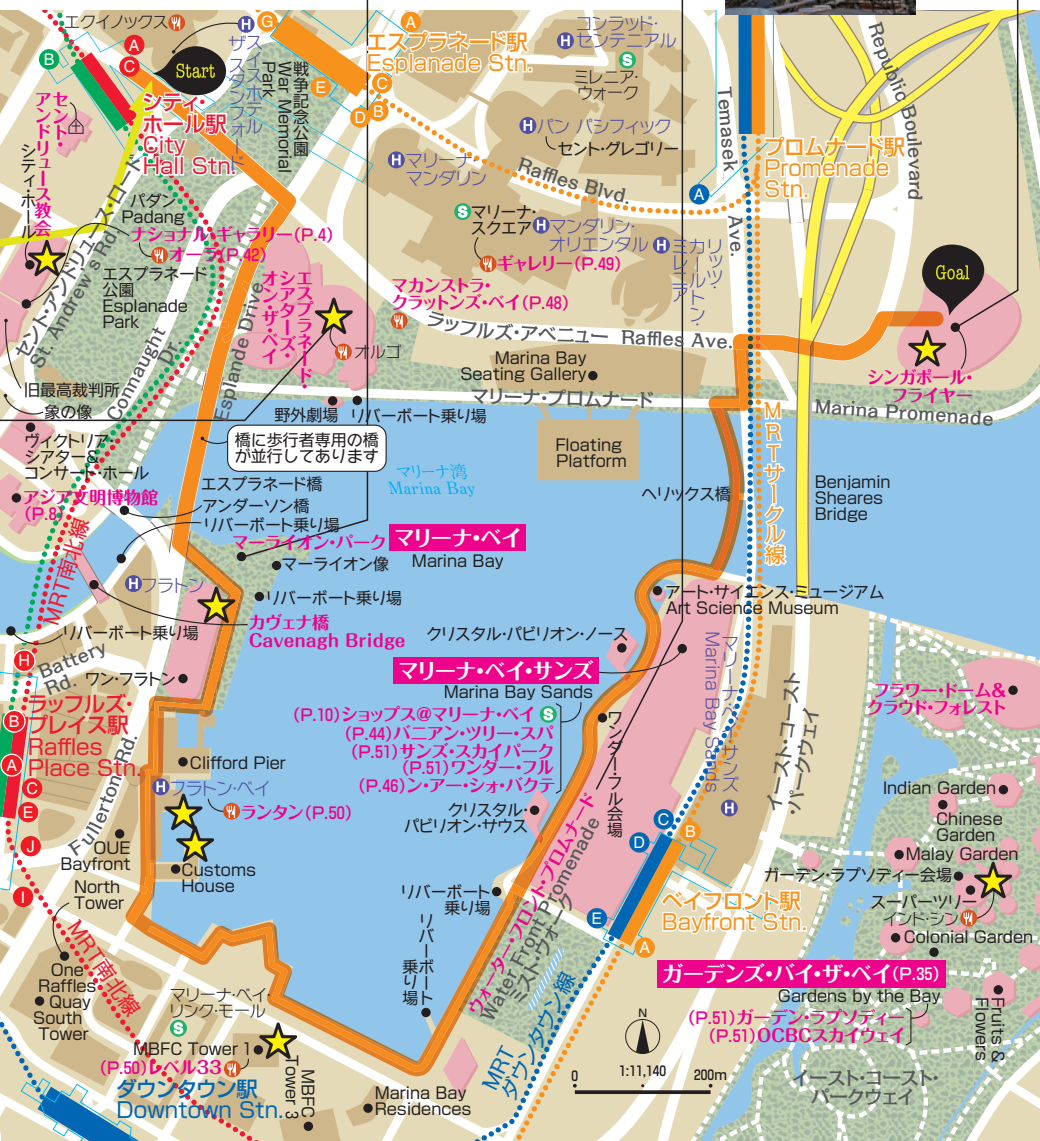 エクイノックス
H
G
A
コンラッド・
センテニアル
H
B
A
C
Start
ザ・スイスホテル
スタンフォード
戦争記念公園
War Memorial
Park
E
エスプラネード駅
Esplanade Stn.
C
D
B
S
ミレニア・
ウォーク
Republic Boulevard
セント・
アンドリュース教会
シティ・
ホール駅
City
Hall Stn.
シティ・ホール
H パン パシフィック
セント・グレゴリー
H マリーナ
マンダリン
Raffles Blvd.
Temasek
Ave.
A
プロムナード駅
Promenade
Stn.
パダン
Padang
ナショナル・ギャラリー(P.4)
オーラ(P.42)
エスプラネード
公園
Esplanade
Park
セント・アンドリュース・ロード
St. Andrew's Rd.
Connaught
Dr.
Esplanade Drive
エスプラネード・
シアターズ・
オン・ザ・ベイ
オルゴ
S マリーナ・
スクエア
H マンダリン・
オリエンタル
ギャレリー(P.49)
H
リッツ・
カールトン・
ミレーニア
マカンストラ・
グラットンズ・ベイ(P.48)
ラッフルズ・アベニュー Raffles Ave.
Goal
シンガポール・
フライヤー
Marina Bay
Seating Gallery
マリーナ・プロムナード
Marina Promenade
旧最高裁判所
象の像
ヴィクトリア・
シアター&
コンサート・ホール
野外劇場
リバーボート乗り場
橋に歩行者専用の橋
が並行してあります
Floating
Platform
マリーナ湾
Marina Bay
MRTサークル線
ヘリックス橋
Benjamin
Sheares
Bridge
アジア文明博物館
(P.8)
エスプラネード橋
アンダーソン橋
リバーボート乗り場
マーライオン・パーク
マリーナ・ベイ
Marina Bay
マーライオン像
MRT南北線
H フラトン
リバーボート乗り場
アート・サイエンス・ミュージアム
Art Science Museum
カヴェナ橋
Cavenagh Bridge
リバーボート乗り場
クリスタル・パビリオン・ノース
H
Battery
Rd.
ワン・フラトン
マリーナ・ベイ・サンズ
Marina Bay Sands
マリーナ・ベイ・サンズ
Marina Bay Sands
H
フラワー・ドーム&
クラウド・フォレスト
B
A
C
E
J
I
ラッフルズ・
プレイス駅
Raffles
Place Stn.
(P.10)ショップス@マリーナ・ベイ S
(P.44)バニアン・ツリー・スパ
(P.51)サンズ・スカイパーク
(P.51)ワンダー・フル
(P.46)ン・アー・シォ・バクテ
ワンダー・フル会場
イースト・コースト
・パークウェイ
Fullerton Rd.
Clifford Pier
H フラトン・ベイ
ランタン(P.50)
クリスタル・
パビリオン・サウス
Indian Garden
Chinese
Garden
Malay Garden
ガーデン・ラプソディー会場
スーパーツリー
インドシン
Colonial Garden
OUE
Bayfront
Customs
House
C
D
B
E
A
ベイフロント駅
Bayfront Stn.
North
Tower
リバーボート
乗り場
リバーボート
乗り場
ウォーター・フロント・プロムナード
Water Front Promenade
ミスト・ウォーク
ガーデンズ・バイ・ザ・ベイ(P.35)
Gardens by the Bay
(P.51)ガーデン・ラプソディー
(P.51)OCBCスカイウェイ
Fruits &
Flowers
One
Raffles
Quay
South
Tower
MRT南北線
マリーナ・ベイ・
リンク・モール
S
MBFC Tower 1
(P.50)レベル33
ダウンタウン駅
Downtown Stn.
MBFC
Tower 3
Marina Bay
Residences
MRT
ダウンタウン線
N
1:11,140
0
200m
イースト・コースト・
パークウェイ